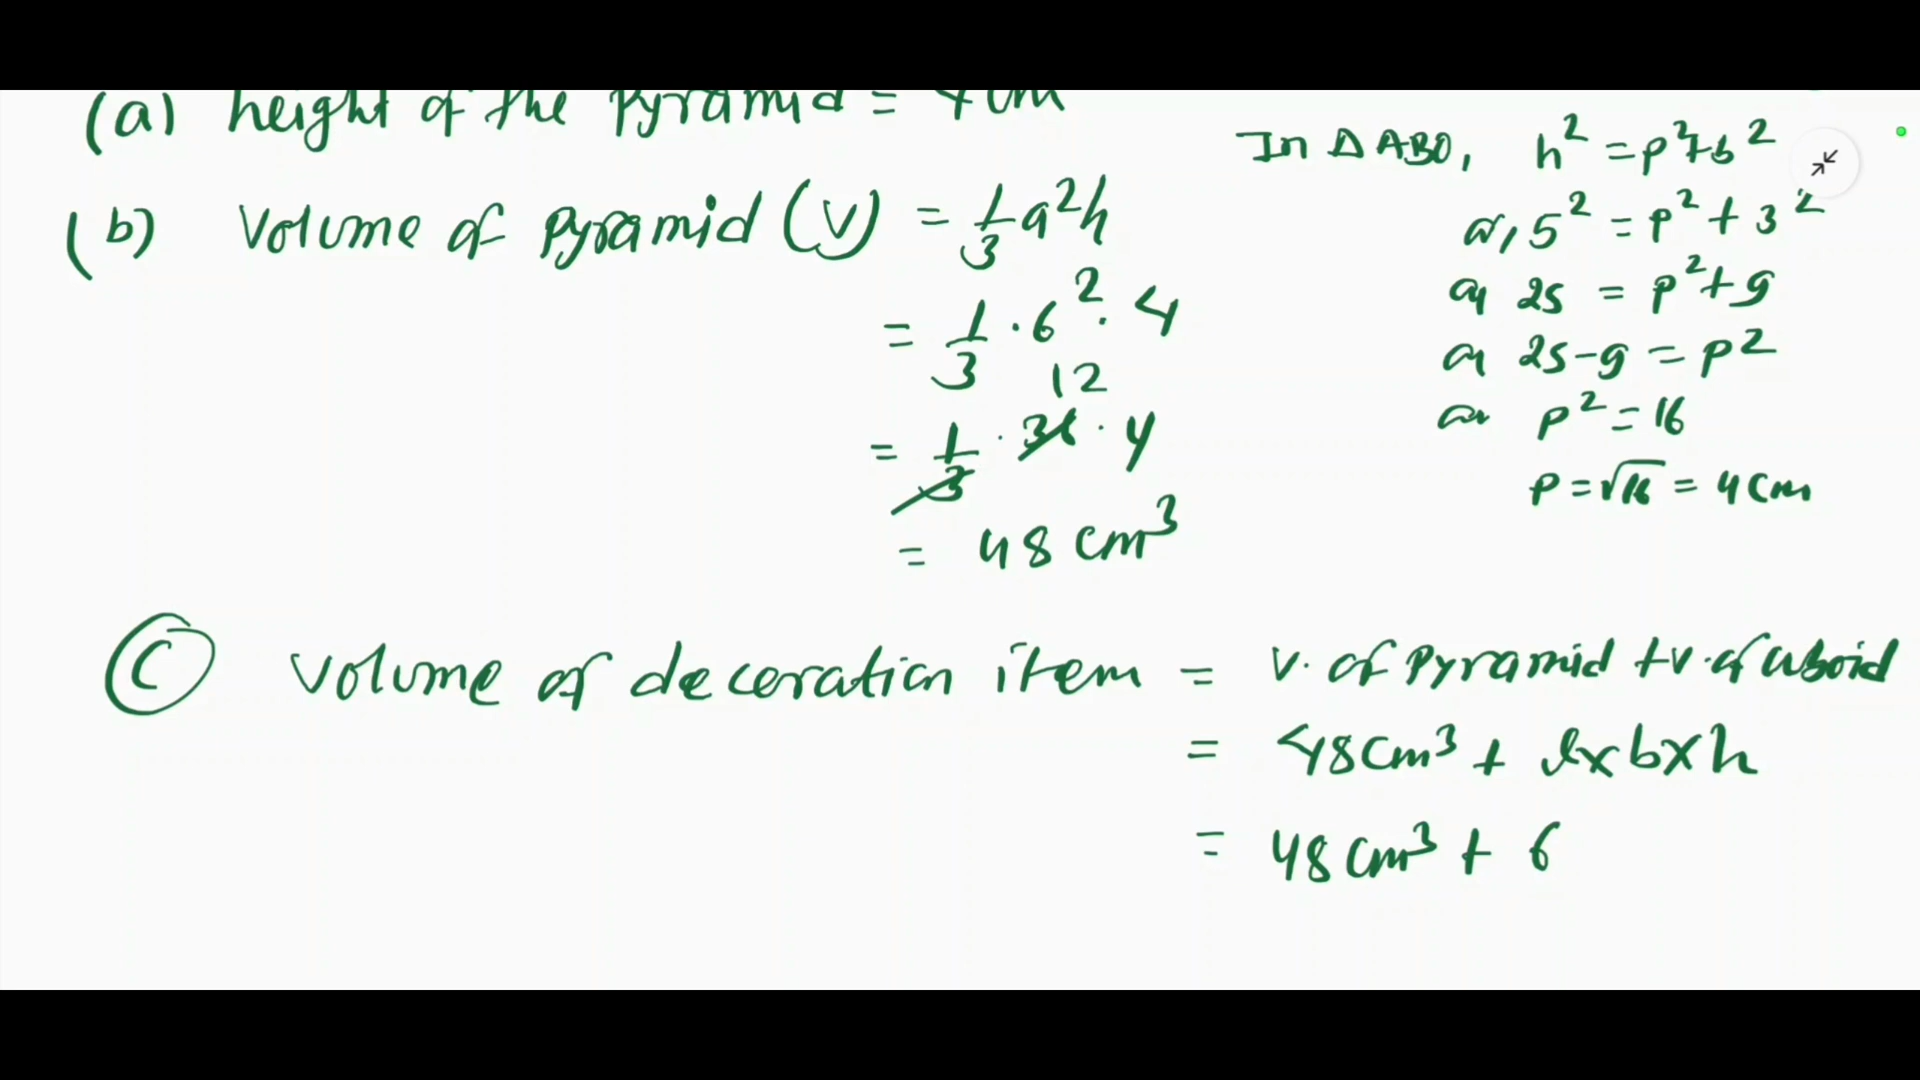 (a) height of the pyramid = 4 cm
(b) Volume of pyramid (V) = 1/3 a²h
= 1/3 · 6² · 4
12
= 1/3 · 36 · 4
= 48 cm³
In Δ ABO, h² = p² + b²
or, 5² = p² + 3²
or 25 = p² + 9
or 25 - 9 = p²
or p² = 16
p = √16 = 4 cm
(C) Volume of decoration item = V. of pyramid + V. of cuboid
= 48 cm³ + l × b × h
= 48 cm³ + 6